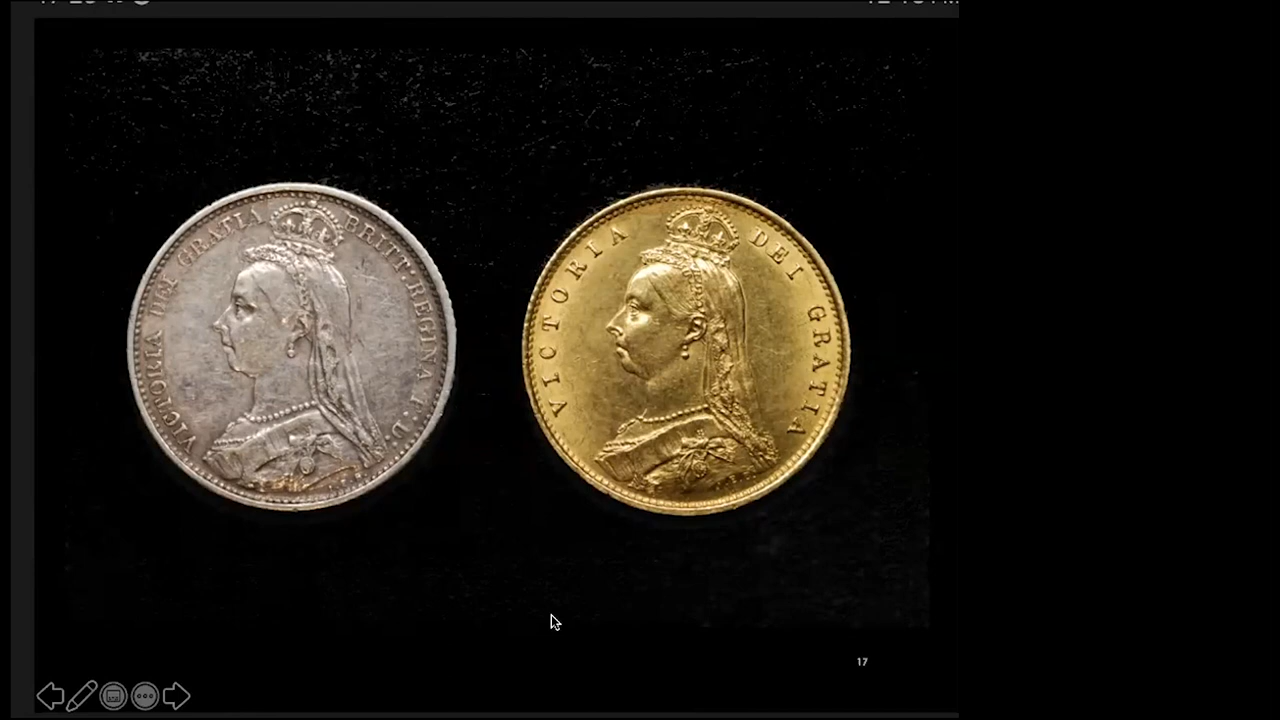 VICTORIA DEI GRATIA BRITT: REGINA F: D:
VICTORIA DEI GRATIA
17